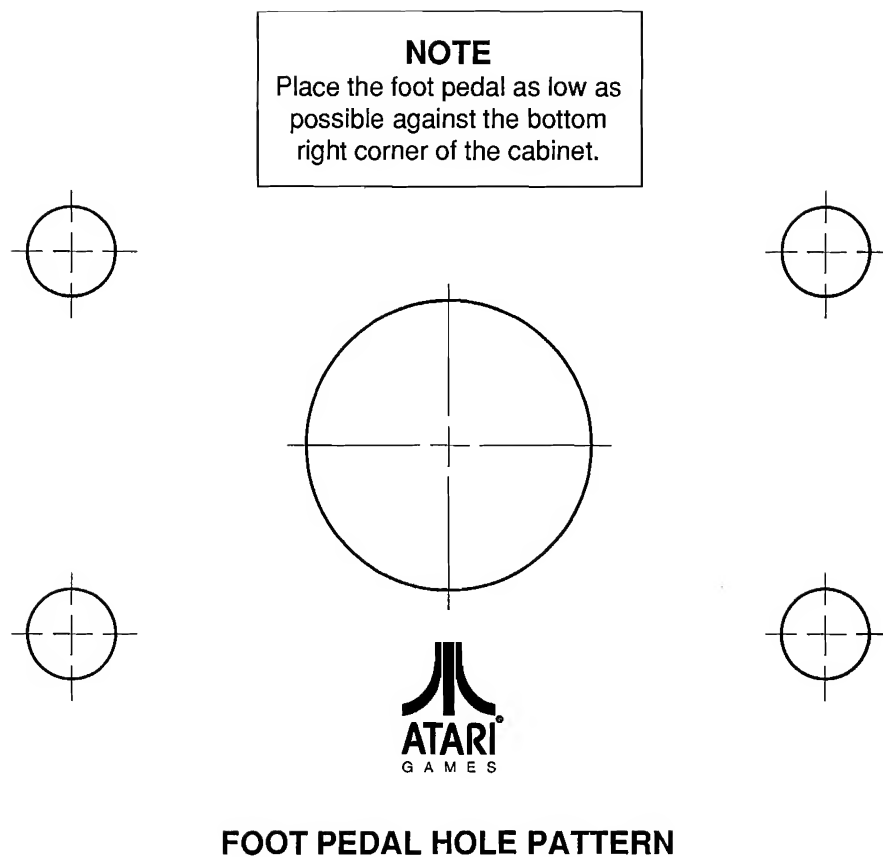 NOTE
Place the foot pedal as low as
possible against the bottom
right corner of the cabinet.
ATARI®
GAMES
FOOT PEDAL HOLE PATTERN